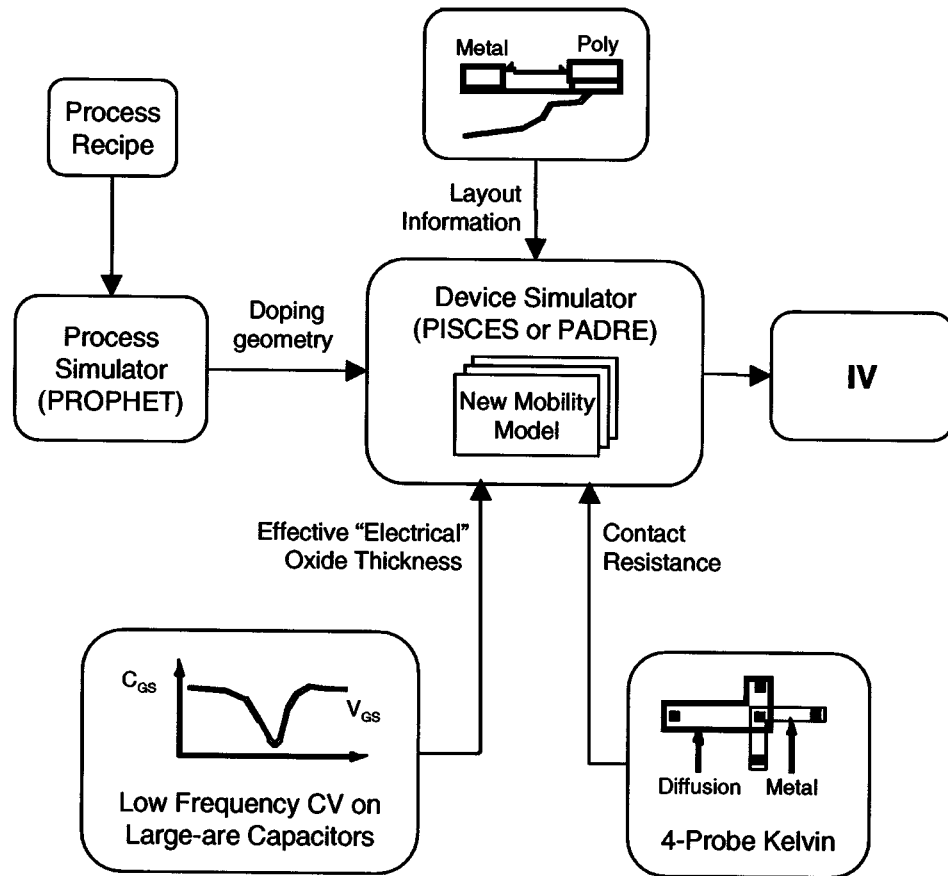 Metal
Poly
Process
Recipe
Layout
Information
Process
Simulator
(PROPHET)
Doping
geometry
Device Simulator
(PISCES or PADRE)
New Mobility
Model
IV
Effective “Electrical”
Oxide Thickness
Contact
Resistance
CGS
VGS
Low Frequency CV on
Large-are Capacitors
Diffusion
Metal
4-Probe Kelvin